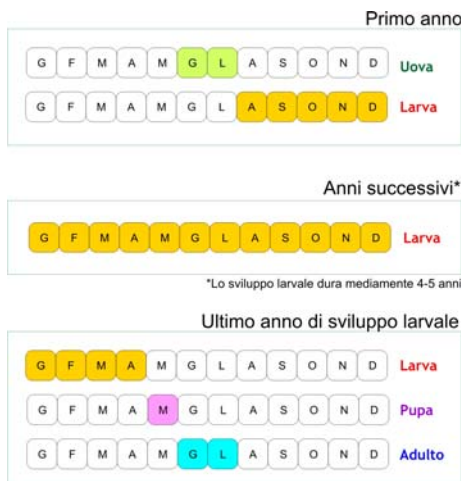 Primo anno
G F M A M G L A S O N D Uova
G F M A M G L A S O N D Larva
Anni successivi*
G F M A M G L A S O N D Larva
*Lo sviluppo larvale dura mediamente 4-5 anni
Ultimo anno di sviluppo larvale
G F M A M G L A S O N D Larva
G F M A M G L A S O N D Pupa
G F M A M G L A S O N D Adulto